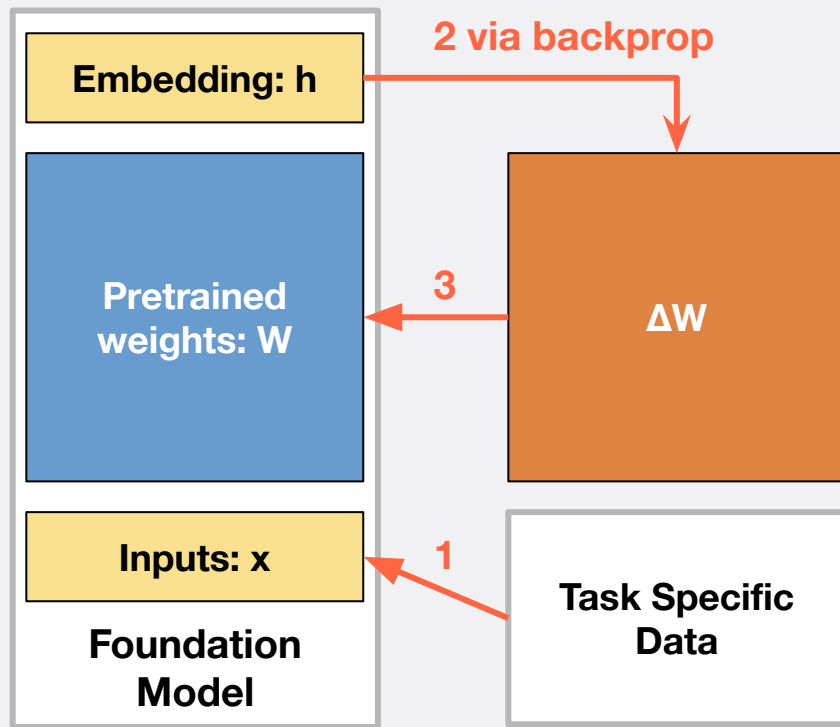 2 via backprop
Embedding: h
Pretrained
weights: W
3
ΔW
Inputs: x
1
Task Specific
Data
Foundation
Model